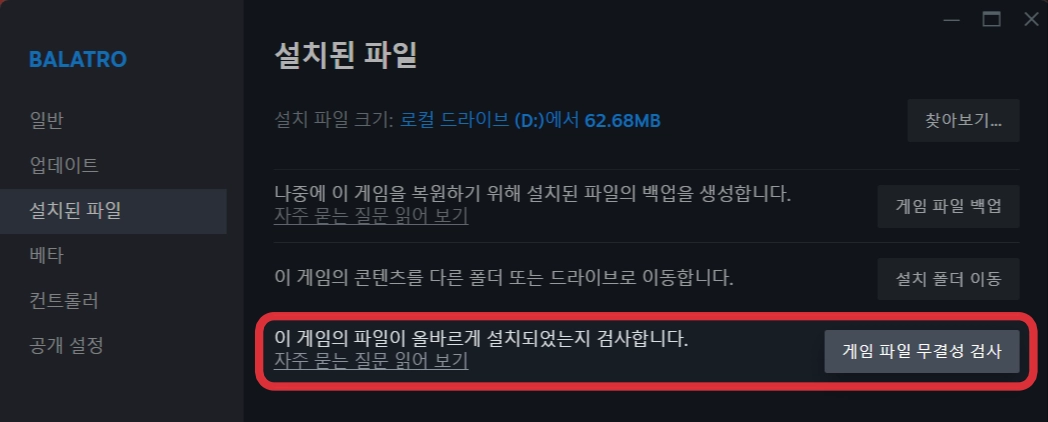 BALATRO
일반
업데이트
설치된 파일
베타
컨트롤러
공개 설정
설치된 파일
설치 파일 크기: 로컬 드라이브 (D:)에서 62.68MB
찾아보기...
나중에 이 게임을 복원하기 위해 설치된 파일의 백업을 생성합니다.
자주 묻는 질문 읽어 보기
게임 파일 백업
이 게임의 콘텐츠를 다른 폴더 또는 드라이브로 이동합니다.
설치 폴더 이동
이 게임의 파일이 올바르게 설치되었는지 검사합니다.
자주 묻는 질문 읽어 보기
게임 파일 무결성 검사